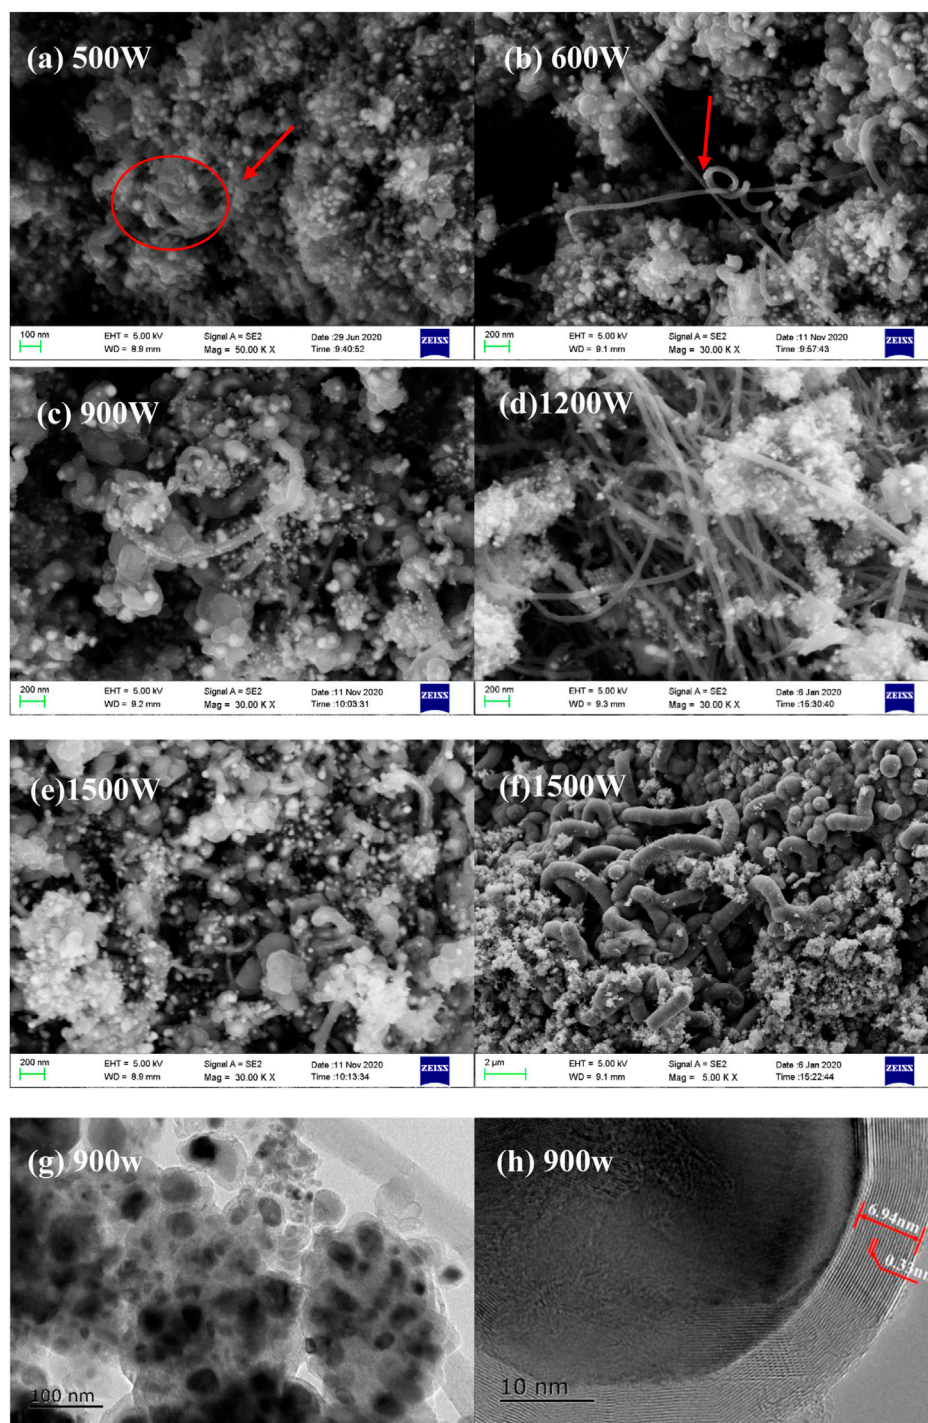 (a) 500W
100 nm
EHT = 5.00 kV
WD = 8.9 mm
Signal A = SE2
Mag = 50.00 K X
Date :29 Jun 2020
Time :9:40:52
ZEISS
(b) 600W
200 nm
EHT = 5.00 kV
WD = 9.1 mm
Signal A = SE2
Mag = 30.00 K X
Date :11 Nov 2020
Time :9:57:43
ZEISS
(c) 900W
200 nm
EHT = 5.00 kV
WD = 9.2 mm
Signal A = SE2
Mag = 30.00 K X
Date :11 Nov 2020
Time :10:03:31
ZEISS
(d)1200W
200 nm
EHT = 5.00 kV
WD = 9.3 mm
Signal A = SE2
Mag = 30.00 K X
Date :6 Jan 2020
Time :15:30:40
ZEISS
(e)1500W
200 nm
EHT = 5.00 kV
WD = 8.9 mm
Signal A = SE2
Mag = 30.00 K X
Date :11 Nov 2020
Time :10:13:34
ZEISS
(f)1500W
2 µm
EHT = 5.00 kV
WD = 9.1 mm
Signal A = SE2
Mag = 5.00 K X
Date :6 Jan 2020
Time :15:22:44
ZEISS
(g) 900w
100 nm
(h) 900w
6.94nm
0.33n
10 nm